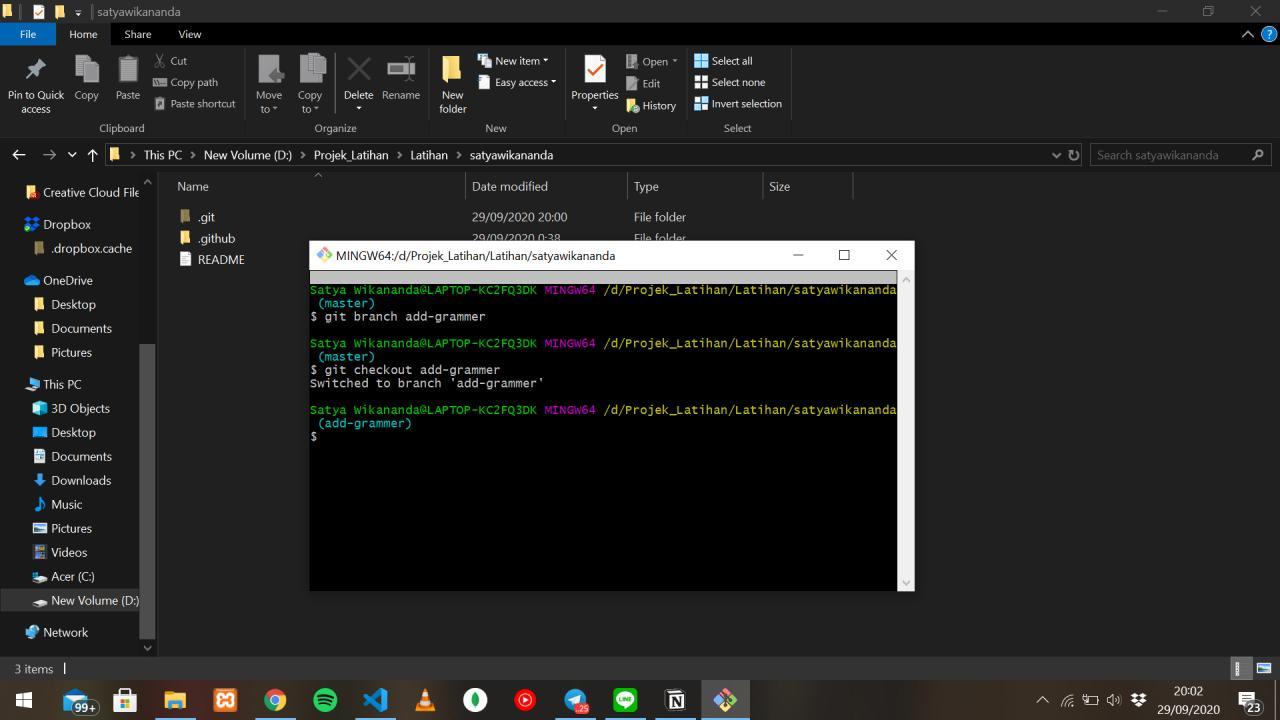 satyawikananda
File Home Share View
Pin to Quick access
Copy
Paste
Cut
Copy path
Paste shortcut
Clipboard
Move to
Copy to
Delete
Rename
Organize
New folder
New item
Easy access
New
Properties
Open
Edit
History
Open
Select all
Select none
Invert selection
Select
This PC > New Volume (D:) > Projek_Latihan > Latihan > satyawikananda
Search satyawikananda
Creative Cloud File
Dropbox
.dropbox.cache
OneDrive
Desktop
Documents
Pictures
This PC
3D Objects
Desktop
Documents
Downloads
Music
Pictures
Videos
Acer (C:)
New Volume (D:)
Network
Name Date modified Type Size
.git 29/09/2020 20:00 File folder
.github 29/09/2020 0:38 File folder
README
MINGW64:/d/Projek_Latihan/Latihan/satyawikananda
Satya Wikananda@LAPTOP-KC2FQ3DK MINGW64 /d/Projek_Latihan/Latihan/satyawikananda
(master)
$ git branch add-grammer
Satya Wikananda@LAPTOP-KC2FQ3DK MINGW64 /d/Projek_Latihan/Latihan/satyawikananda
(master)
$ git checkout add-grammer
Switched to branch 'add-grammer'
Satya Wikananda@LAPTOP-KC2FQ3DK MINGW64 /d/Projek_Latihan/Latihan/satyawikananda
(add-grammer)
$
3 items
99+
25
LINE
20:02
29/09/2020
23